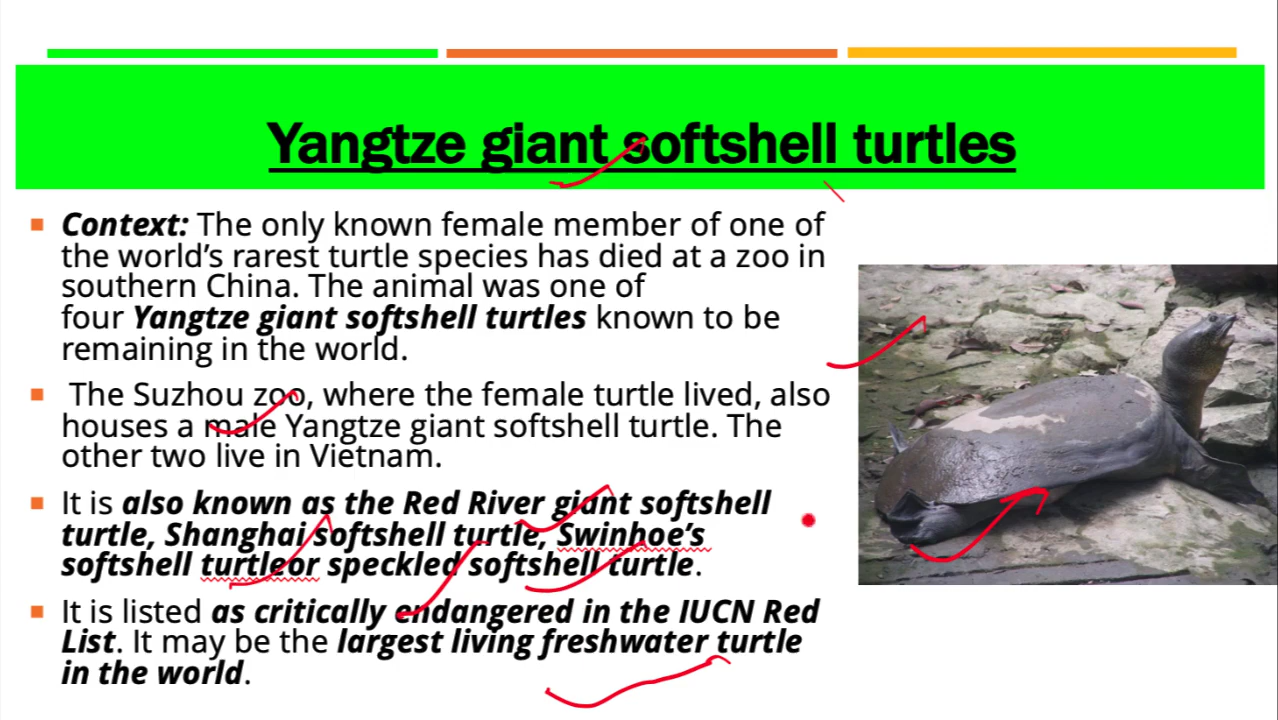 Yangtze giant softshell turtles
Context: The only known female member of one of
the world’s rarest turtle species has died at a zoo in
southern China. The animal was one of
four Yangtze giant softshell turtles known to be
remaining in the world.
The Suzhou zoo, where the female turtle lived, also
houses a male Yangtze giant softshell turtle. The
other two live in Vietnam.
It is also known as the Red River giant softshell
turtle, Shanghai softshell turtle, Swinhoe’s
softshell turtleor speckled softshell turtle.
It is listed as critically endangered in the IUCN Red
List. It may be the largest living freshwater turtle
in the world.